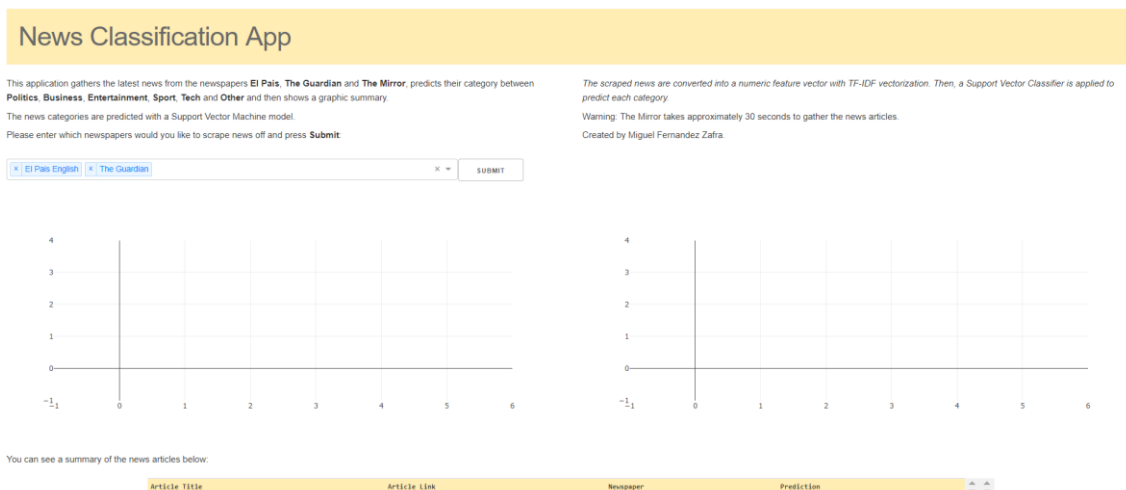 News Classification App
This application gathers the latest news from the newspapers El Pais, The Guardian and The Mirror, predicts their category between
Politics, Business, Entertainment, Sport, Tech and Other and then shows a graphic summary.
The news categories are predicted with a Support Vector Machine model.
Please enter which newspapers would you like to scrape news off and press Submit:
The scraped news are converted into a numeric feature vector with TF-IDF vectorization. Then, a Support Vector Classifier is applied to
predict each category.
Warning: The Mirror takes approximately 30 seconds to gather the news articles.
Created by Miguel Fernandez Zafra.
× El Pais English × The Guardian × SUBMIT
4
3
2
1
0
−1
−1 0 1 2 3 4 5 6
4
3
2
1
0
−1
−1 0 1 2 3 4 5 6
You can see a summary of the news articles below:
Article Title Article Link Newspaper Prediction